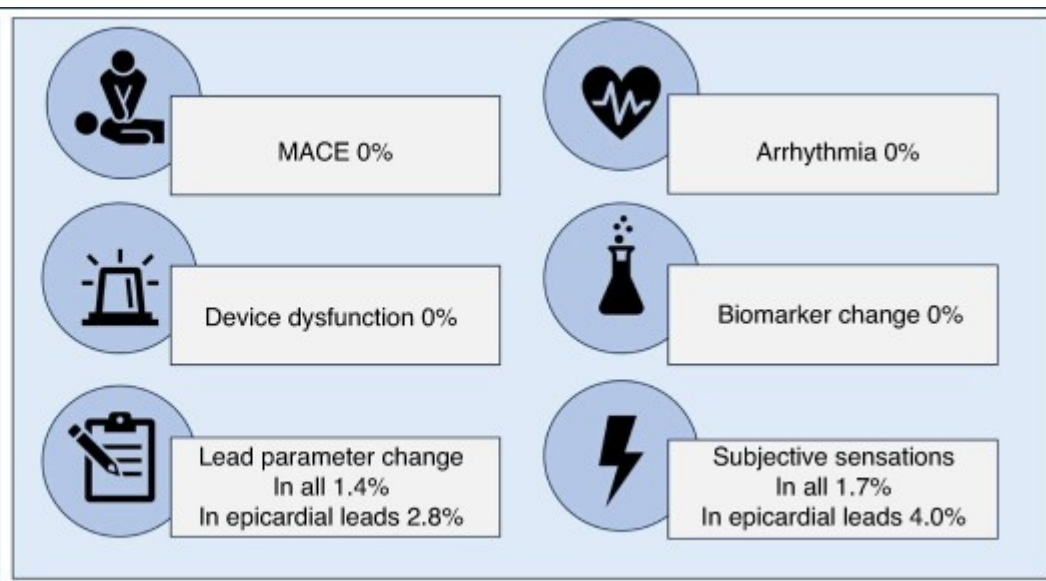 MACE 0%
Arrhythmia 0%
Device dysfunction 0%
Biomarker change 0%
Lead parameter change
In all 1.4%
In epicardial leads 2.8%
Subjective sensations
In all 1.7%
In epicardial leads 4.0%